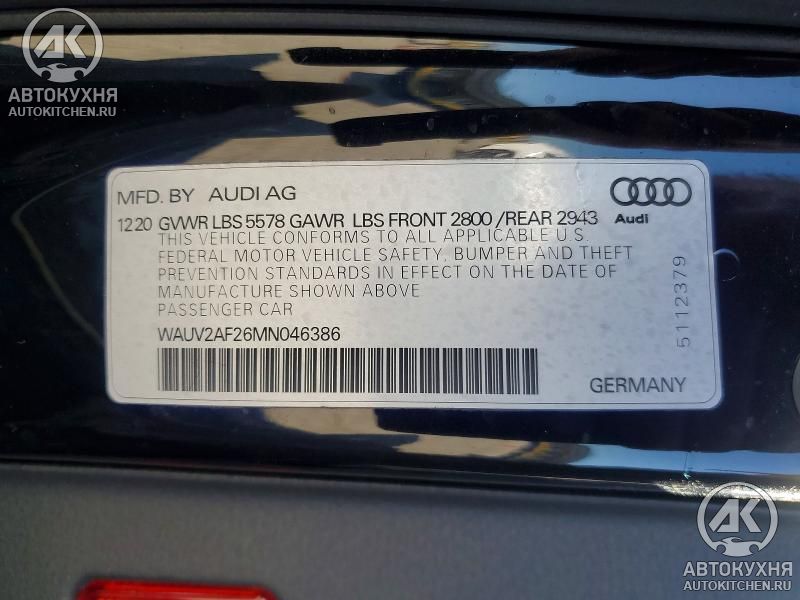 АК
АВТОКУХНЯ
AUTOKITCHEN.RU
MFD. BY AUDI AG
Audi
1220 GVWR LBS 5578 GAWR LBS FRONT 2800 /REAR 2943
THIS VEHICLE CONFORMS TO ALL APPLICABLE U.S.
FEDERAL MOTOR VEHICLE SAFETY, BUMPER AND THEFT
PREVENTION STANDARDS IN EFFECT ON THE DATE OF
MANUFACTURE SHOWN ABOVE
PASSENGER CAR
WAUV2AF26MN046386
5112379
GERMANY
АК
АВТОКУХНЯ
AUTOKITCHEN.RU